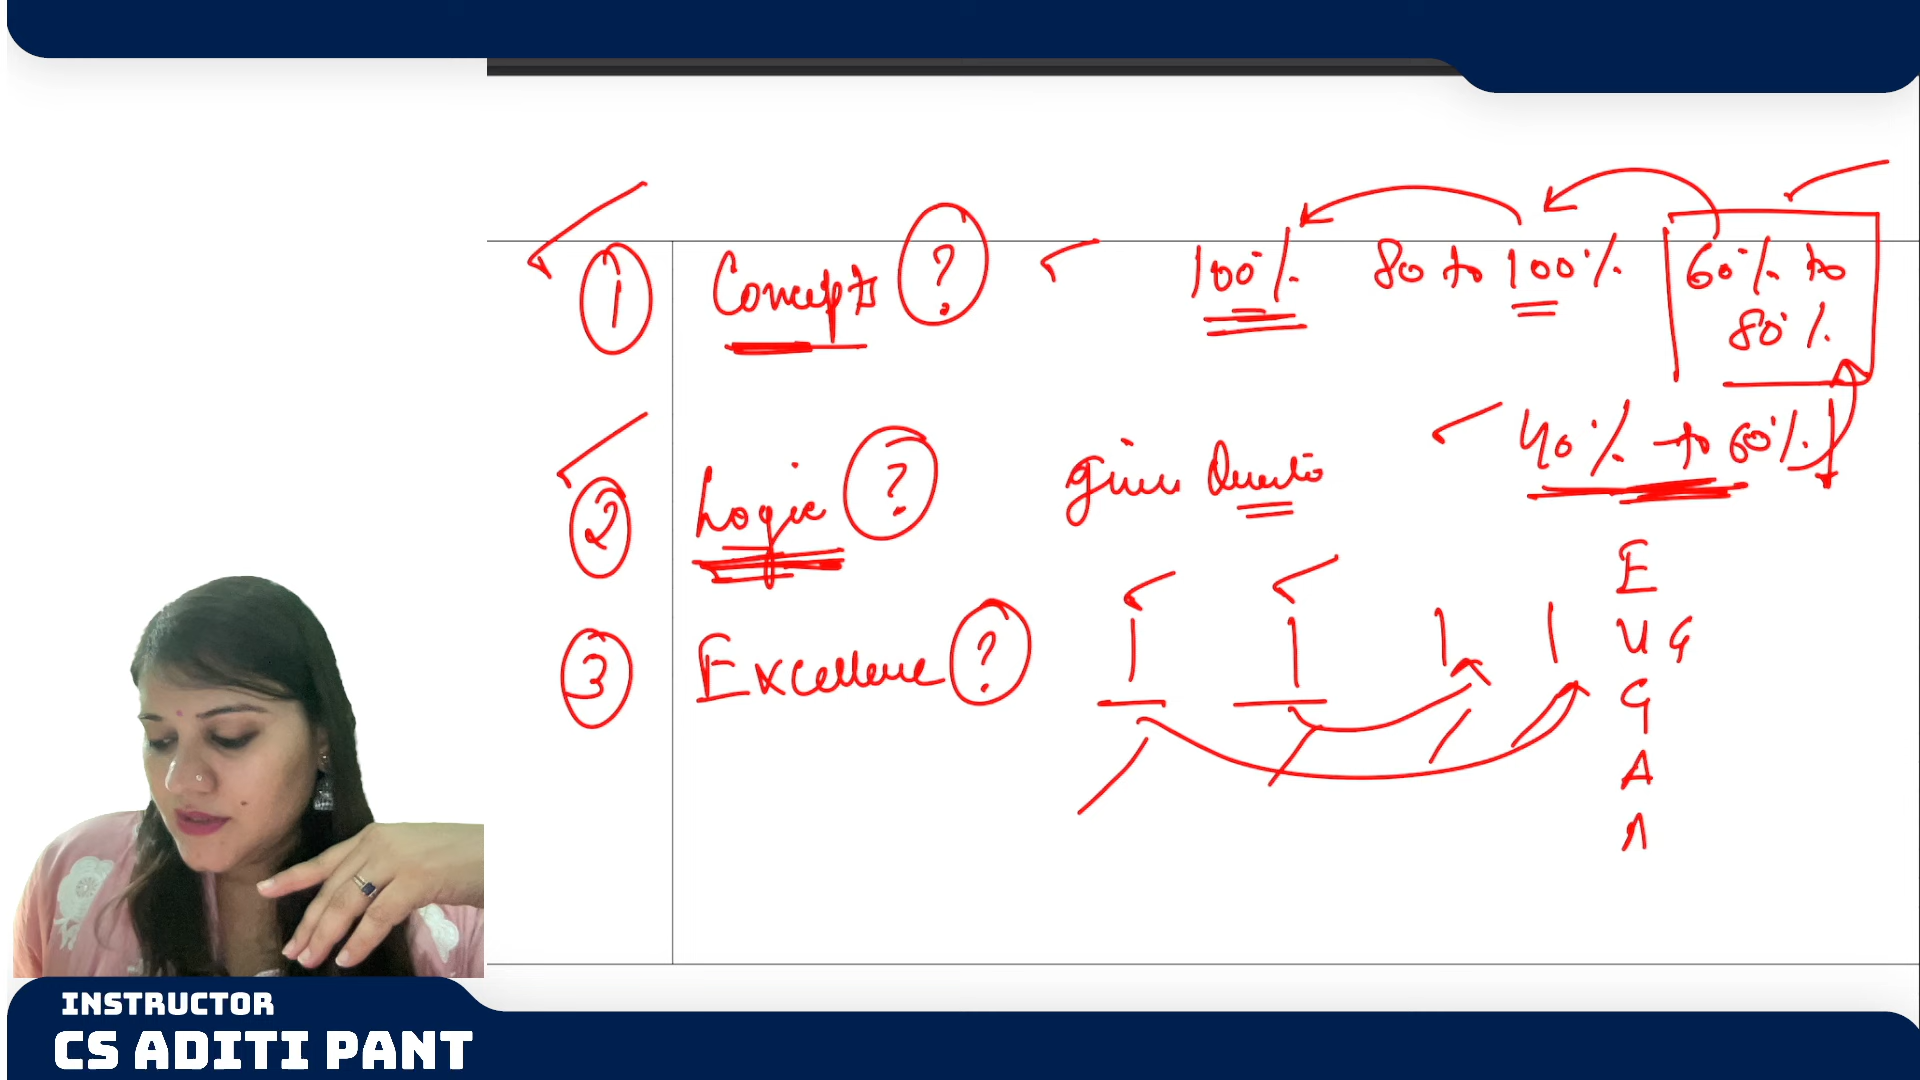 1 Concepts ? 100% 80 to 100% 60% to
80%
40% to 60%
2 Logic ? given
E
3 Excellence ? U G
G
A
A
INSTRUCTOR
CS ADITI PANT